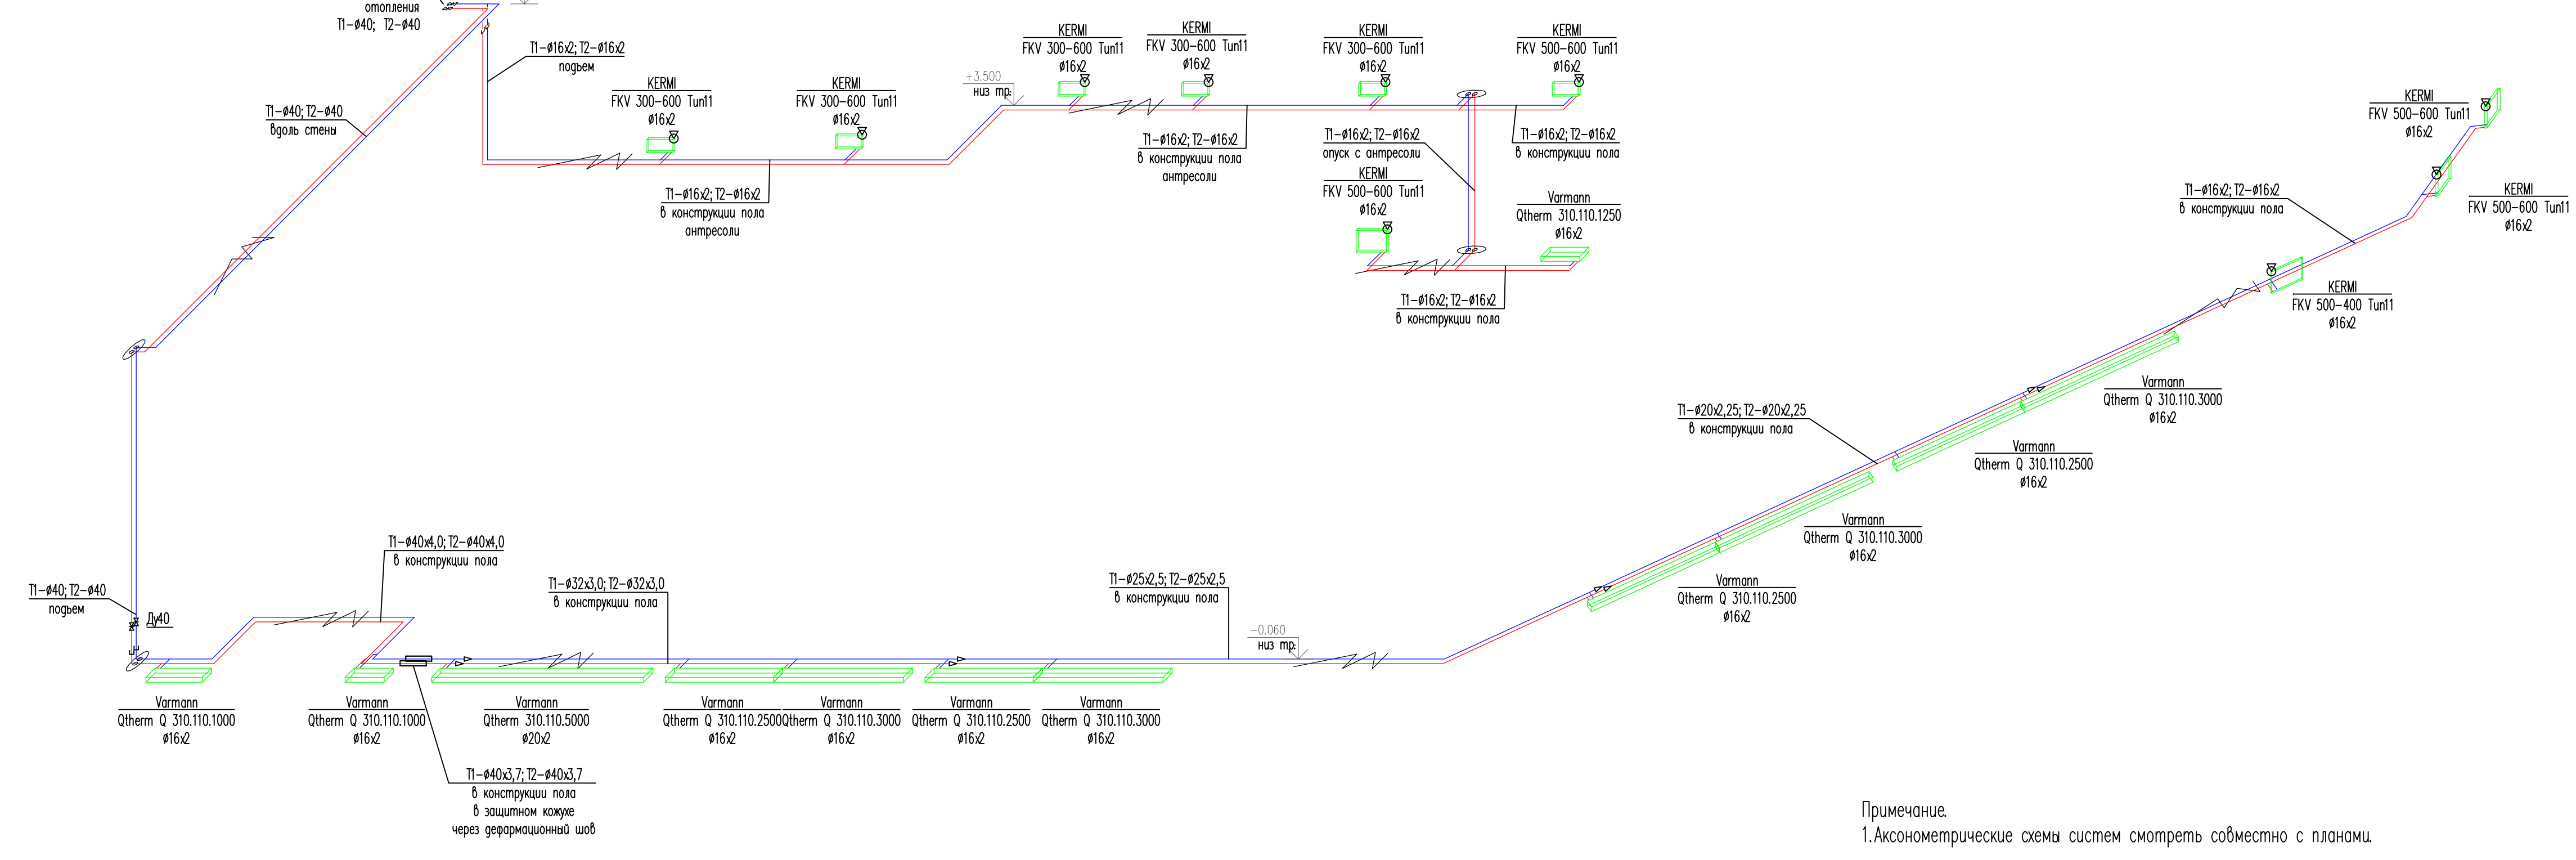 отопления
Т1-ø40; Т2-ø40
Т1-ø16х2; Т2-ø16х2
подъем
Т1-ø40; Т2-ø40
вдоль стены
KERMI
FKV 300-600 Тип11
ø16х2
KERMI
FKV 300-600 Тип11
ø16х2
+3.500
низ тр.
KERMI
FKV 300-600 Тип11
ø16х2
KERMI
FKV 300-600 Тип11
ø16х2
KERMI
FKV 300-600 Тип11
ø16х2
KERMI
FKV 500-600 Тип11
ø16х2
Т1-ø16х2; Т2-ø16х2
в конструкции пола
антресоли
Т1-ø16х2; Т2-ø16х2
в конструкции пола
антресоли
Т1-ø16х2; Т2-ø16х2
опуск с антресоли
Т1-ø16х2; Т2-ø16х2
в конструкции пола
KERMI
FKV 500-600 Тип11
ø16х2
Varmann
Qtherm 310.110.1250
ø16х2
Т1-ø16х2; Т2-ø16х2
в конструкции пола
KERMI
FKV 500-600 Тип11
ø16х2
Т1-ø16х2; Т2-ø16х2
в конструкции пола
KERMI
FKV 500-600 Тип11
ø16х2
KERMI
FKV 500-400 Тип11
ø16х2
Varmann
Qtherm Q 310.110.3000
ø16х2
Т1-ø20х2,25; Т2-ø20х2,25
в конструкции пола
Varmann
Qtherm Q 310.110.2500
ø16х2
Varmann
Qtherm Q 310.110.3000
ø16х2
Varmann
Qtherm Q 310.110.2500
ø16х2
Т1-ø40х4,0; Т2-ø40х4,0
в конструкции пола
Т1-ø40; Т2-ø40
подъем
Ду40
Т1-ø32х3,0; Т2-ø32х3,0
в конструкции пола
Т1-ø25х2,5; Т2-ø25х2,5
в конструкции пола
-0.060
низ тр.
Varmann
Qtherm Q 310.110.1000
ø16х2
Varmann
Qtherm Q 310.110.1000
ø16х2
Varmann
Qtherm 310.110.5000
ø20х2
Varmann
Qtherm Q 310.110.2500
ø16х2
Varmann
Qtherm Q 310.110.3000
ø16х2
Varmann
Qtherm Q 310.110.2500
ø16х2
Varmann
Qtherm Q 310.110.3000
ø16х2
Т1-ø40х3,7; Т2-ø40х3,7
в конструкции пола
в защитном кожухе
через дефармационный шов
Примечание.
1.Аксонометрические схемы систем смотреть совместно с планами.